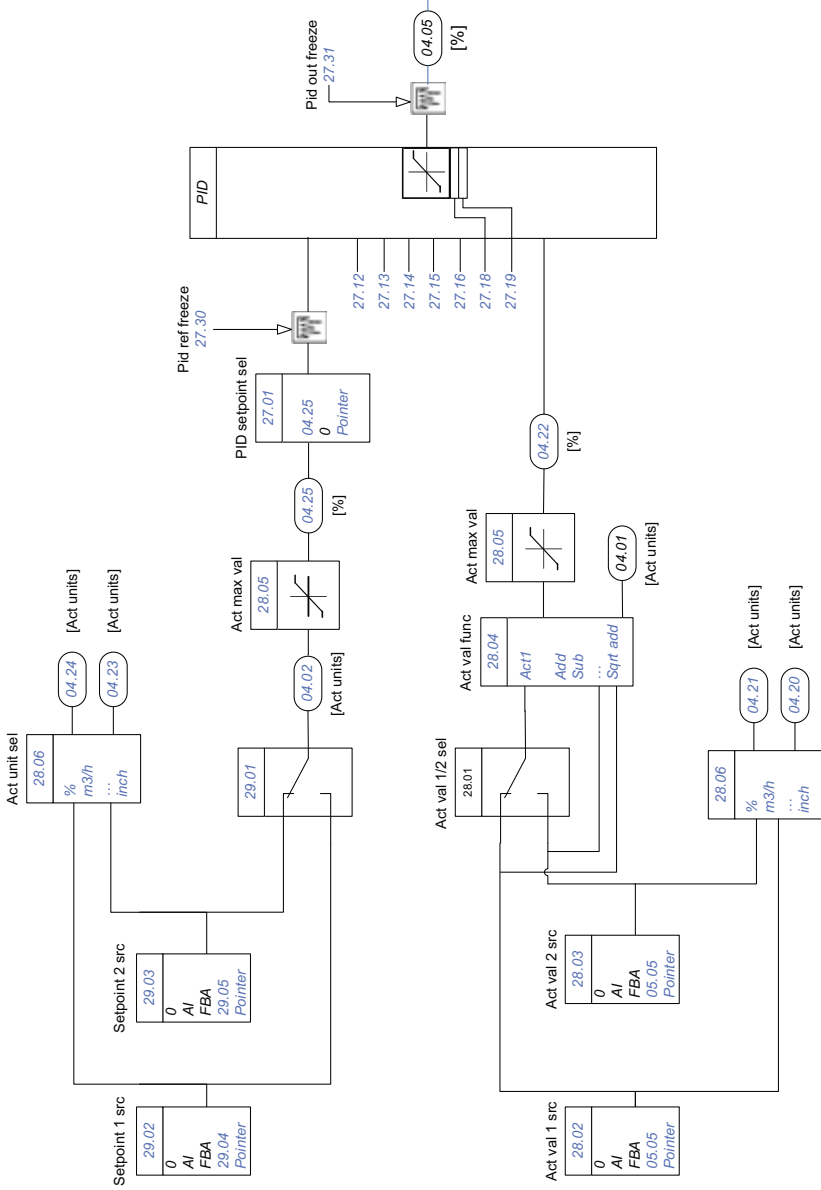 Setpoint 1 src
29.02
0
AI
FBA
29.04
Pointer
Setpoint 2 src
29.03
0
AI
FBA
29.05
Pointer
Act unit sel
28.06
%
m3/h
...
inch
04.24
[Act units]
04.23
[Act units]
29.01
04.02
[Act units]
Act max val
28.05
04.25
[%]
PID setpoint sel
27.01
04.25
0
Pointer
Pid ref freeze
27.30
PID
27.12
27.13
27.14
27.15
27.16
27.18
27.19
Pid out freeze
27.31
04.05
[%]
Act val 1 src
28.02
0
AI
FBA
05.05
Pointer
Act val 2 src
28.03
0
AI
FBA
05.05
Pointer
Act val 1/2 sel
28.01
Act val func
28.04
Act1
Add
Sub
...
Sqrt add
Act max val
28.05
04.22
[%]
04.01
[Act units]
28.06
%
m3/h
...
inch
04.21
[Act units]
04.20
[Act units]